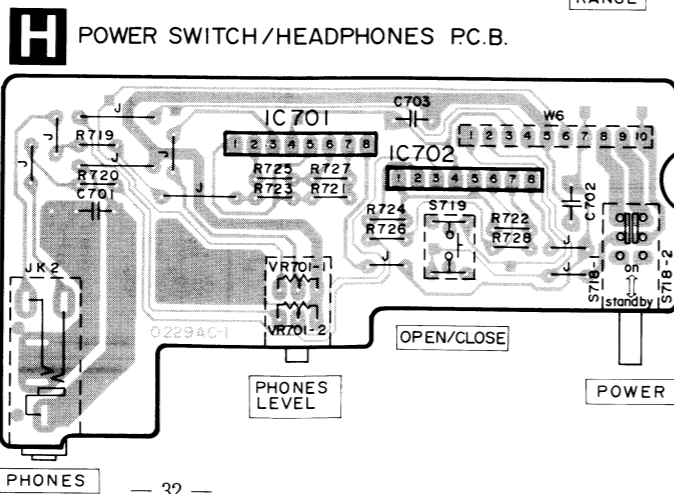 RANGE
H POWER SWITCH/HEADPHONES P.C.B.
C703
W6
IC701
1 2 3 4 5 6 7 8
1 2 3 4 5 6 7 8 9 10
J
J
R719
J
J
IC702
1 2 3 4 5 6 7 8
R725 R727
R723 R721
R720
C701
J
J
C702
R724
R726
S719
R722
R728
J
J
J
JK2
VR701-1
VR701-2
S718-1
S718-2
on
standby
0229AC-1
OPEN/CLOSE
PHONES
LEVEL
POWER
PHONES
— 32 —